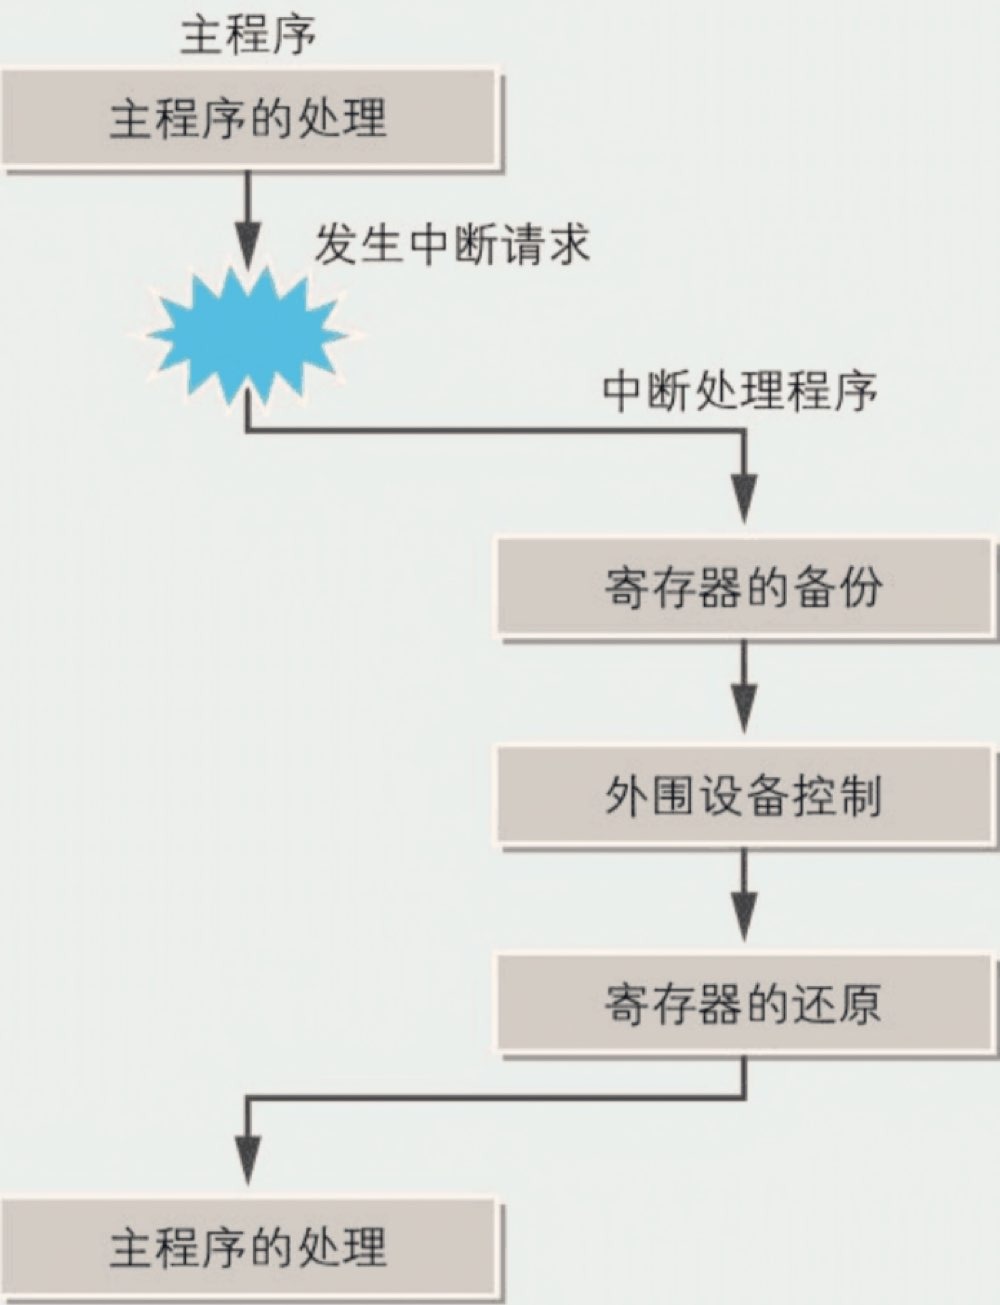 主程序
主程序的处理
发生中断请求
中断处理程序
寄存器的备份
外围设备控制
寄存器的还原
主程序的处理